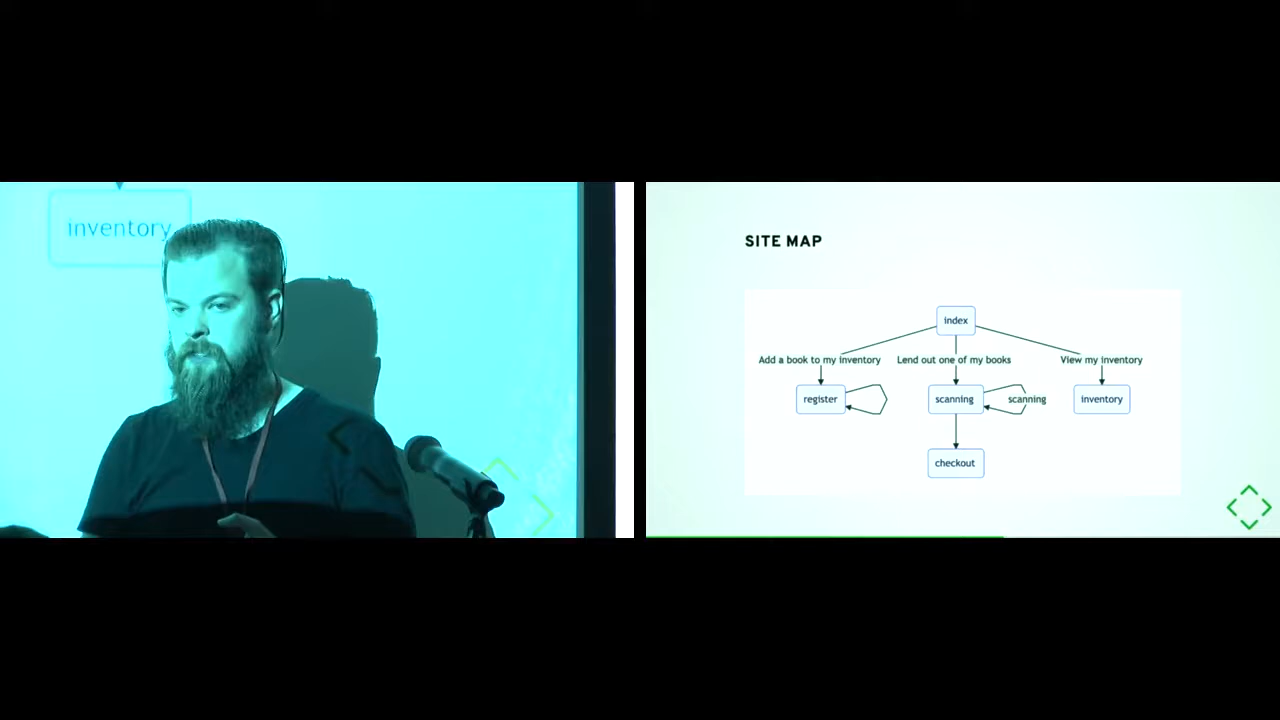 inventory
SITE MAP
index
Add a book to my inventory
Lend out one of my books
View my inventory
register
scanning
scanning
inventory
checkout